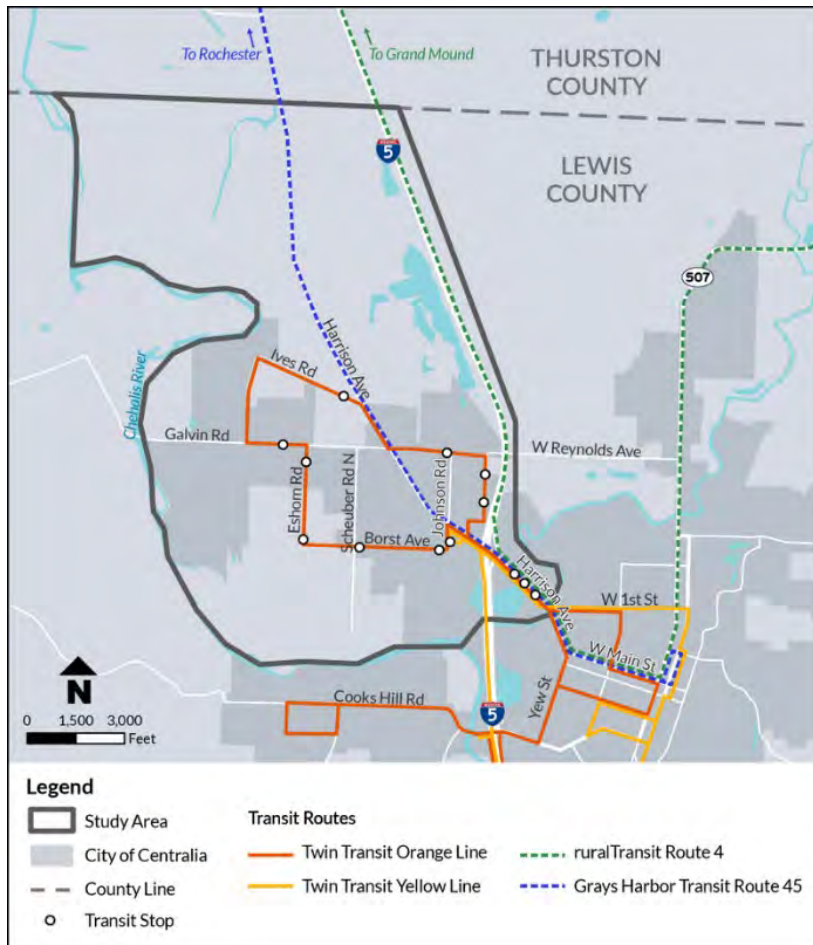 To Rochester
To Grand Mound
THURSTON
COUNTY
5
LEWIS
COUNTY
507
Harrison Ave
Ives Rd
Chehalis River
Galvin Rd
W Reynolds Ave
Eshom Rd
Scheuber Rd N
Johnson Rd
Borst Ave
Harrison Ave
W 1st St
W Main St
N
Cooks Hill Rd
Yew St
5
0 1,500 3,000
Feet
Legend
Study Area
City of Centralia
County Line
Transit Stop
Transit Routes
Twin Transit Orange Line
Twin Transit Yellow Line
ruralTransit Route 4
Grays Harbor Transit Route 45